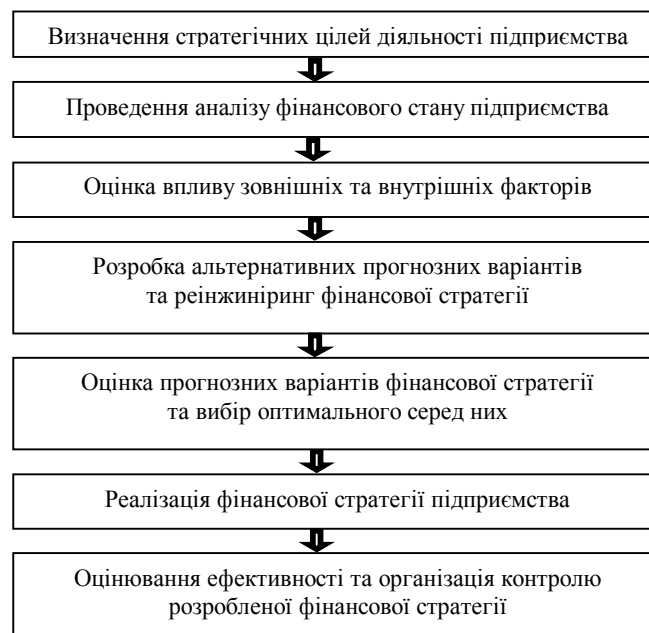 Визначення стратегічних цілей діяльності підприємства
Проведення аналізу фінансового стану підприємства
Оцінка впливу зовнішніх та внутрішніх факторів
Розробка альтернативних прогнозних варіантів
та реінжиніринг фінансової стратегії
Оцінка прогнозних варіантів фінансової стратегії
та вибір оптимального серед них
Реалізація фінансової стратегії підприємства
Оцінювання ефективності та організація контролю
розробленої фінансової стратегії